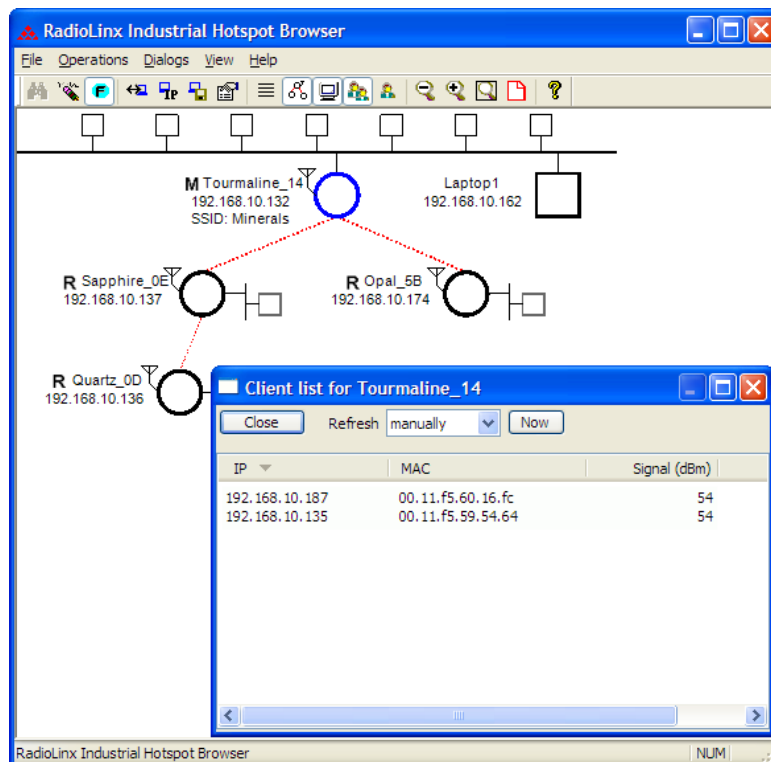 RadioLinx Industrial Hotspot Browser
File Operations Dialogs View Help
F IP ?
M Tourmaline_14
192.168.10.132
SSID: Minerals
Laptop1
192.168.10.162
R Sapphire_0E
192.168.10.137
R Opal_5B
192.168.10.174
R Quartz_0D
192.168.10.136
Client list for Tourmaline_14
Close Refresh manually Now
IP MAC Signal (dBm)
192.168.10.187 00.11.f5.60.16.fc 54
192.168.10.135 00.11.f5.59.54.64 54
RadioLinx Industrial Hotspot Browser NUM